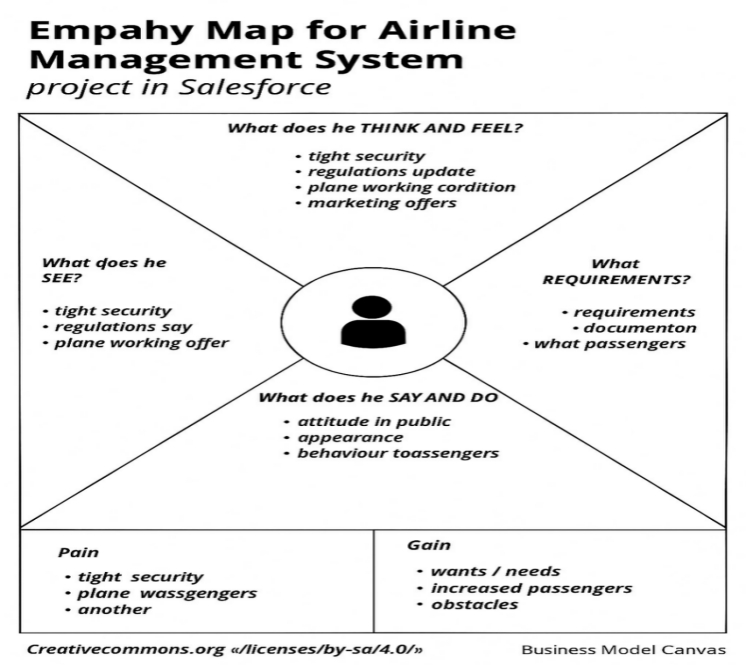 Empahy Map for Airline
Management System
project in Salesforce
What does he THINK AND FEEL?
• tight security
• regulations update
• plane working cordition
• marketing offers
What does he
SEE?
• tight security
• regulations say
• plane working offer
What
REQUIREMENTS?
• requirements
• documenton
• what passengers
What does he SAY AND DO
• attitude in public
• appearance
• behaviour toassengers
Pain
• tight security
• plane wassgengers
• another
Gain
• wants / needs
• increased passengers
• obstacles
Creativecommons.org «/licenses/by-sa/4.0/»
Business Model Canvas